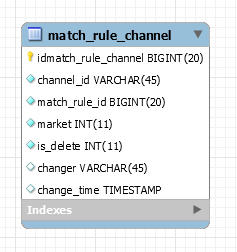 match_rule_channel
idmatch_rule_channel BIGINT(20)
channel_id VARCHAR(45)
match_rule_id BIGINT(20)
market INT(11)
is_delete INT(11)
changer VARCHAR(45)
change_time TIMESTAMP
Indexes